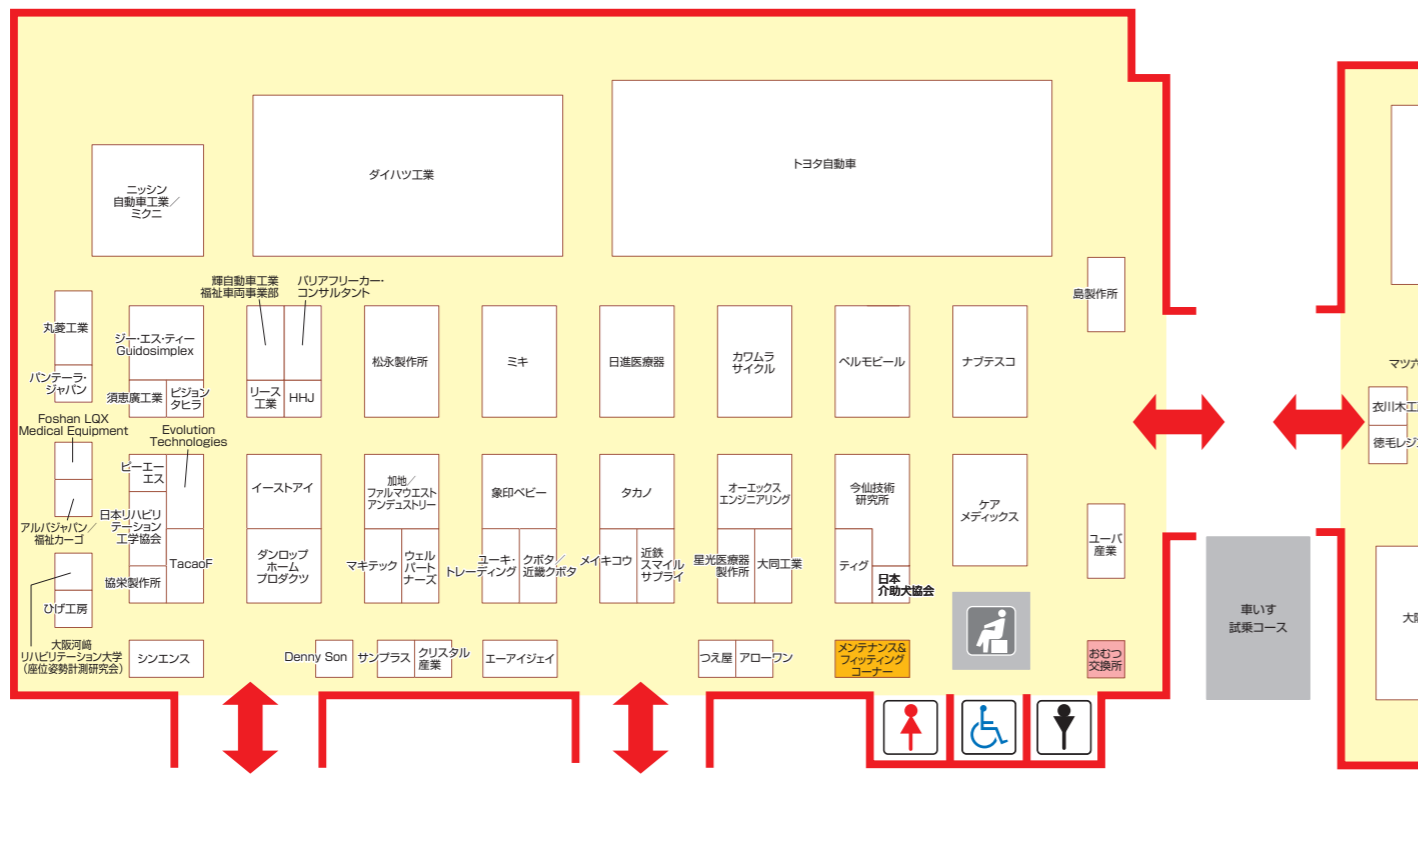 トヨタ自動車
ダイハツ工業
ニッシン
自動車工業／
ミクニ
輝自動車工業
福祉車両事業部
バリアフリーカー・
コンサルタント
島製作所
丸菱工業
パンテーラ・
ジャパン
ジー・エス・ティー
Guidosimplex
須恵廣工業
ビジョン
タヒラ
リース
工業
HHJ
松永製作所
ミキ
日進医療器
カワムラ
サイクル
ペルモビール
ナブテスコ
マツ六
衣川木工
徳毛レジ
Foshan LQX
Medical Equipment
Evolution
Technologies
アルバジャパン／
福祉カーゴ
ピーエー
エス
日本リハビリ
テーション
工学協会
TacaoF
協栄製作所
イーストアイ
ダンロップ
ホーム
プロダクツ
加地／
ファルマウエスト
アンデュストリー
マキテック
ウェル
パート
ナーズ
象印ベビー
ユーキ・
トレーディング
クボタ／
近畿クボタ
タカノ
メイキコウ
近鉄
スマイル
サプライ
オーエックス
エンジニアリング
星光医療器
製作所
大同工業
今仙技術
研究所
ティグ
日本
介助犬協会
ケア
メディックス
ユーバ
産業
ひげ工房
大阪河﨑
リハビリテーション大学
（座位姿勢計測研究会）
シンエンス
Denny Son
サンプラス
クリスタル
産業
エーアイジェイ
つえ屋
アローワン
メンテナンス&
フィッティング
コーナー
おむつ
交換所
車いす
試乗コース